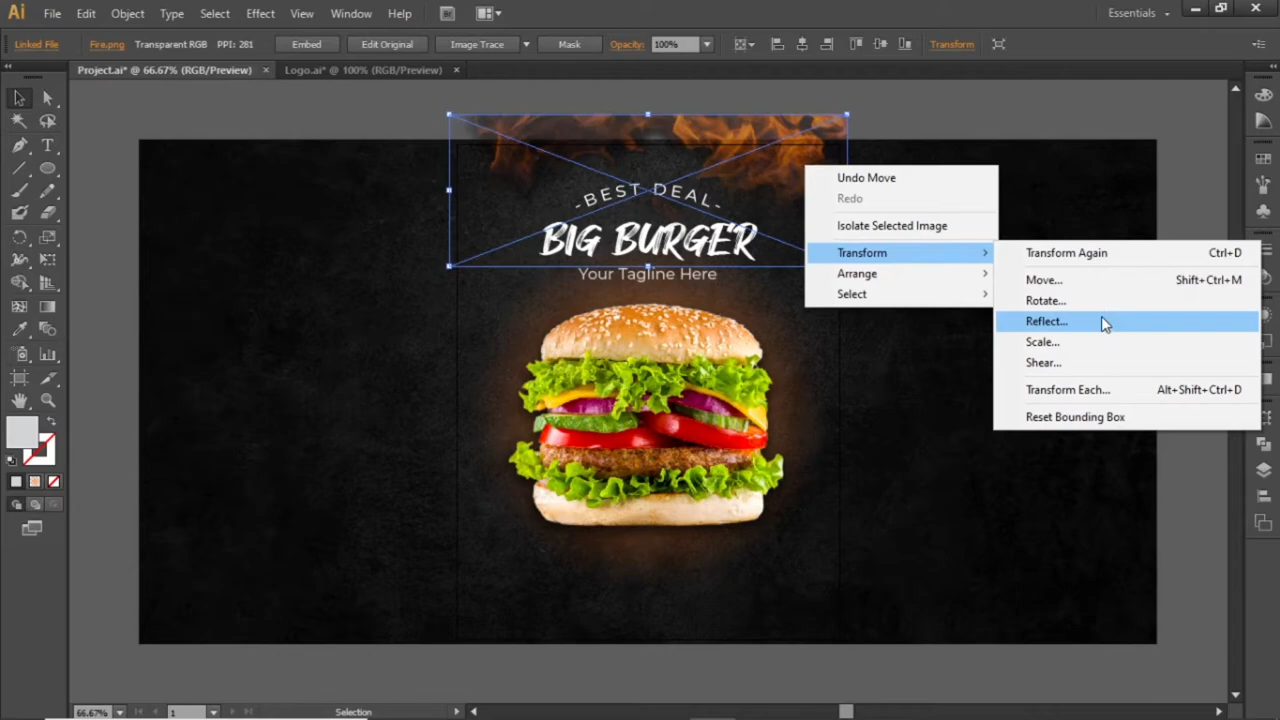 Ai File Edit Object Type Select Effect View Window Help Br Essentials
Linked File Fire.png Transparent RGB PPI: 281 Embed Edit Original Image Trace Mask Opacity: 100% Transform
Project.ai* @ 66.67% (RGB/Preview) × Logo.ai* @ 100% (RGB/Preview) ×
-BEST DEAL-
BIG BURGER
Your Tagline Here
Undo Move
Redo
Isolate Selected Image
Transform
Arrange
Select
Transform Again Ctrl+D
Move... Shift+Ctrl+M
Rotate...
Reflect...
Scale...
Shear...
Transform Each... Alt+Shift+Ctrl+D
Reset Bounding Box
66.67% 1 Selection